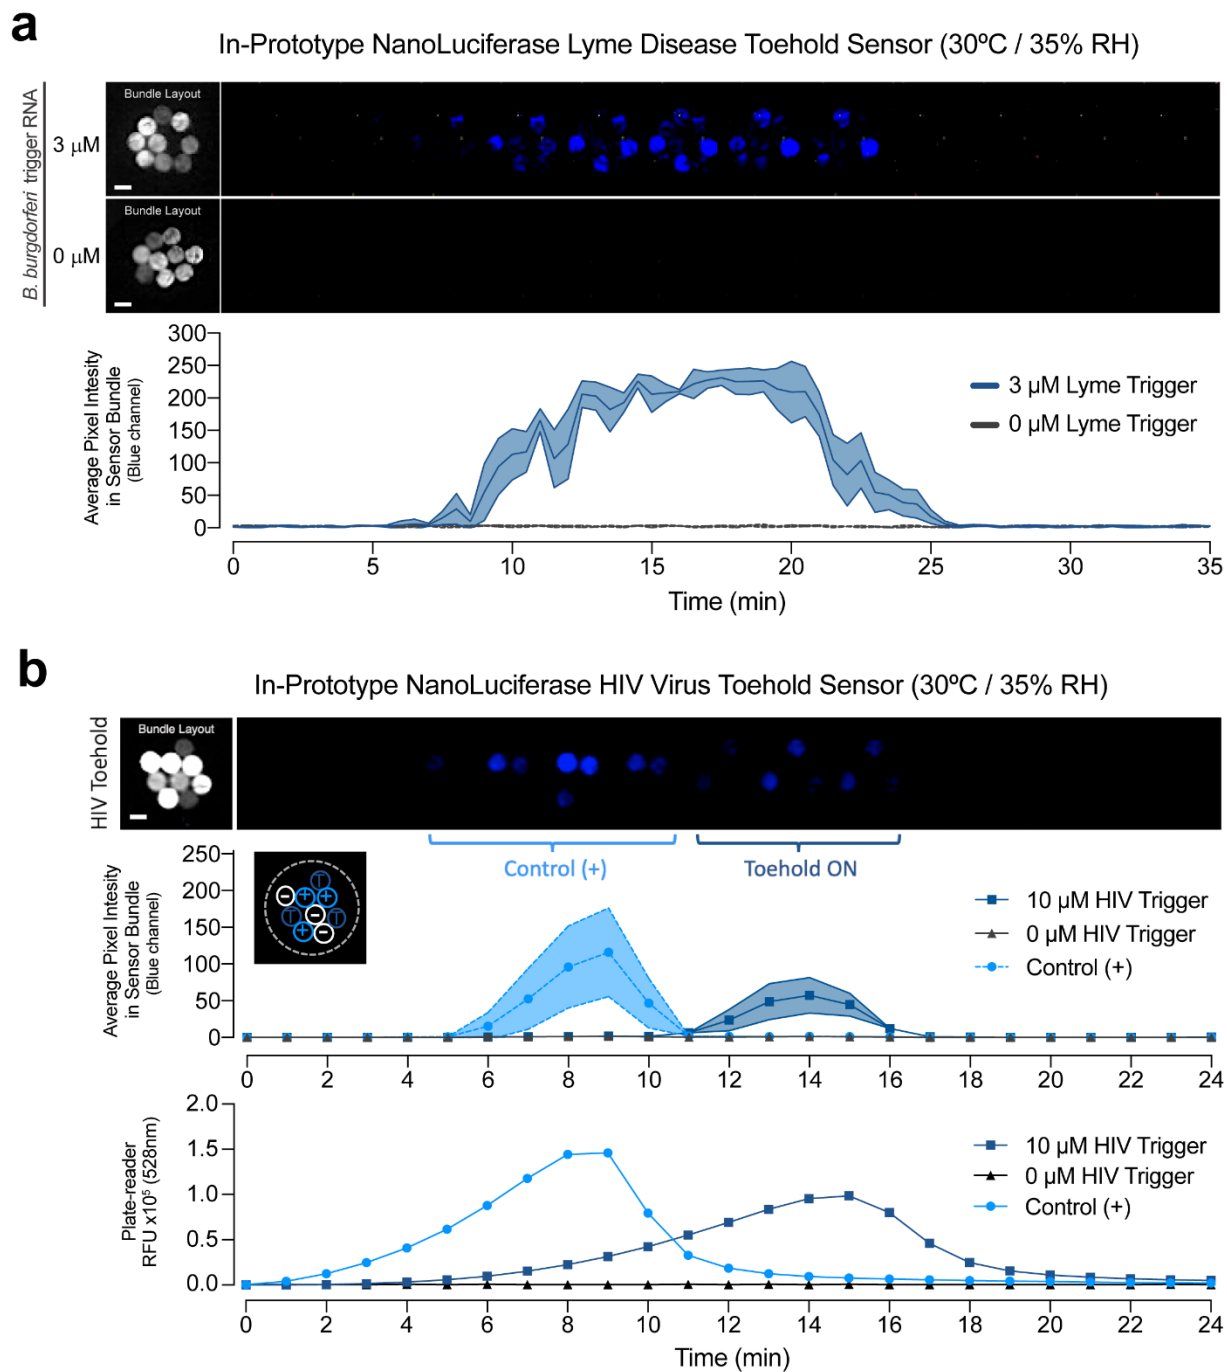 a
In-Prototype NanoLuciferase Lyme Disease Toehold Sensor (30ºC / 35% RH)
B. burgdorferi trigger RNA
3 µM
Bundle Layout
0 µM
Bundle Layout
Average Pixel Intesity
in Sensor Bundle
(Blue channel)
300
250
200
150
100
50
0
3 µM Lyme Trigger
0 µM Lyme Trigger
0 5 10 15 20 25 30 35
Time (min)
b
In-Prototype NanoLuciferase HIV Virus Toehold Sensor (30ºC / 35% RH)
HIV Toehold
Bundle Layout
Control (+)
Toehold ON
Average Pixel Intesity
in Sensor Bundle
(Blue channel)
250
200
150
100
50
0
T
- + +
T - T
+ -
10 µM HIV Trigger
0 µM HIV Trigger
Control (+)
0 2 4 6 8 10 12 14 16 18 20 22 24
Plate-reader
RFU x10⁵ (528nm)
2.0
1.5
1.0
0.5
0.0
10 µM HIV Trigger
0 µM HIV Trigger
Control (+)
0 2 4 6 8 10 12 14 16 18 20 22 24
Time (min)